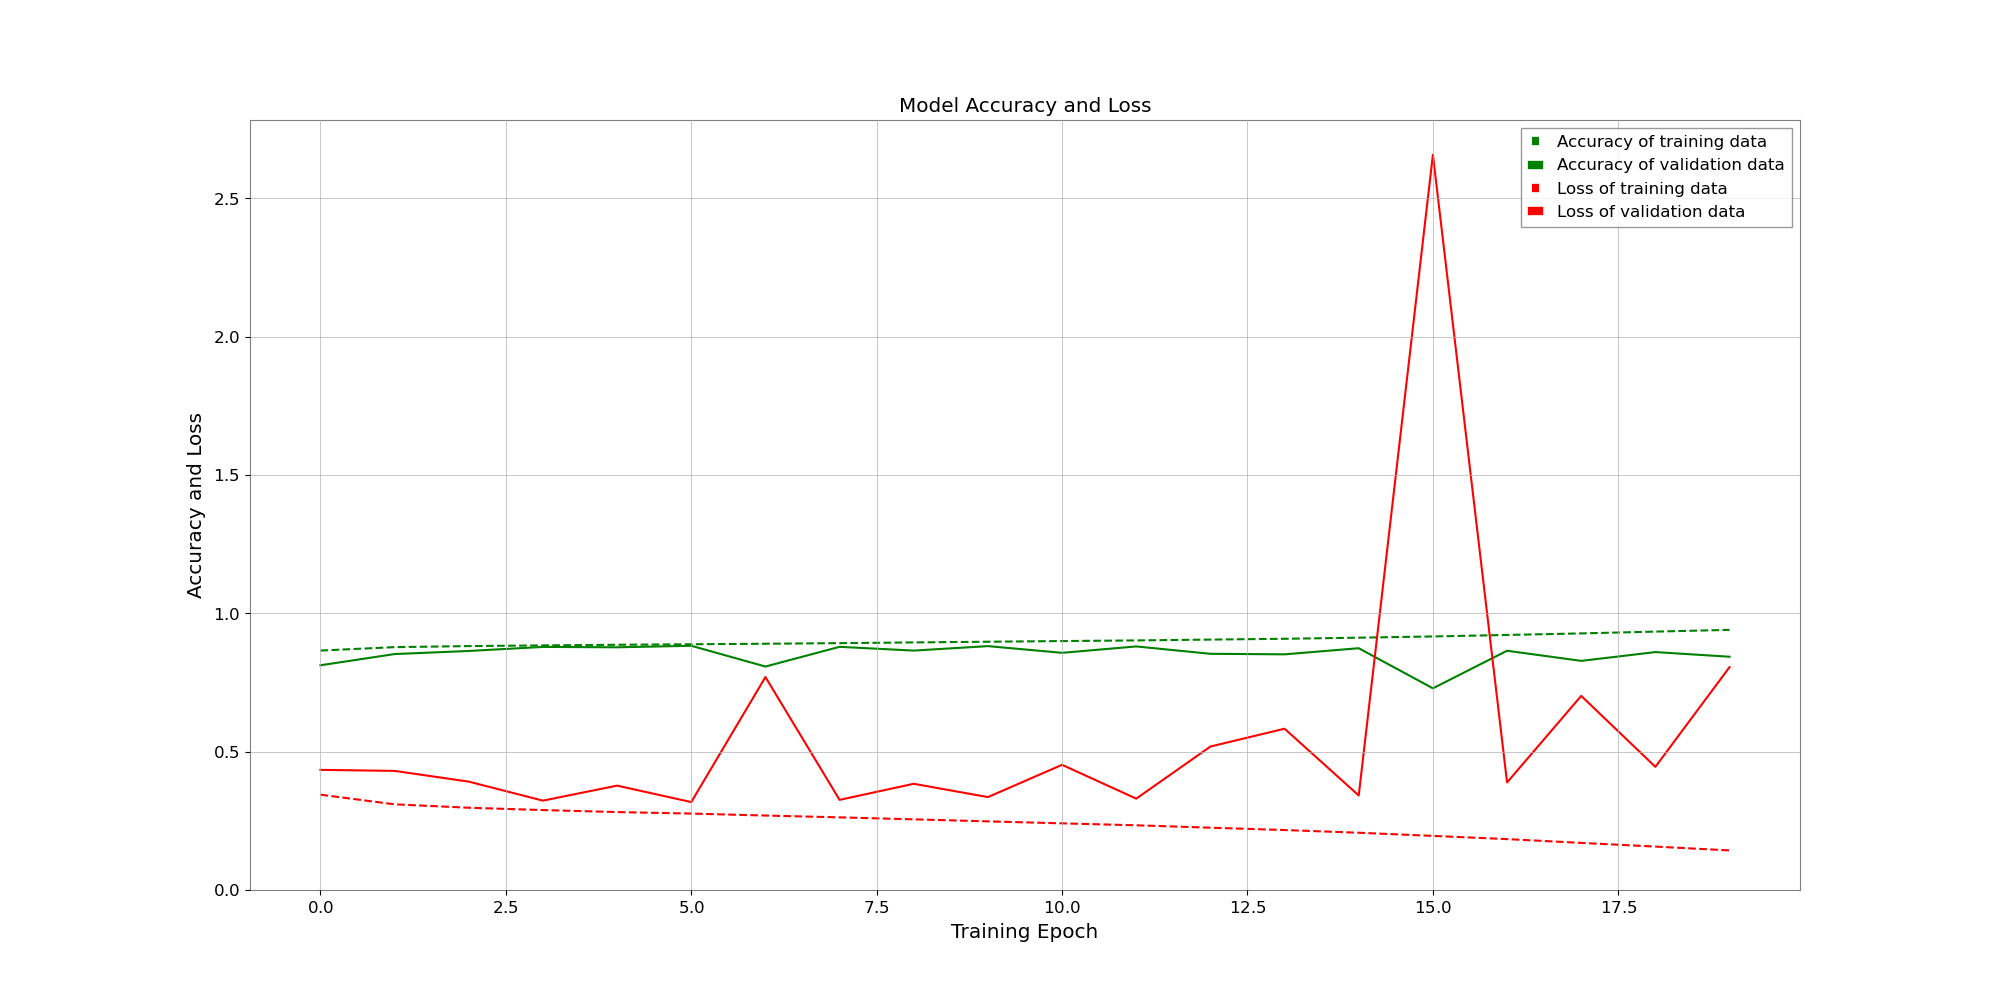 Model Accuracy and Loss
Accuracy of training data
Accuracy of validation data
Loss of training data
Loss of validation data
Accuracy and Loss
2.5
2.0
1.5
1.0
0.5
0.0
0.0 2.5 5.0 7.5 10.0 12.5 15.0 17.5
Training Epoch